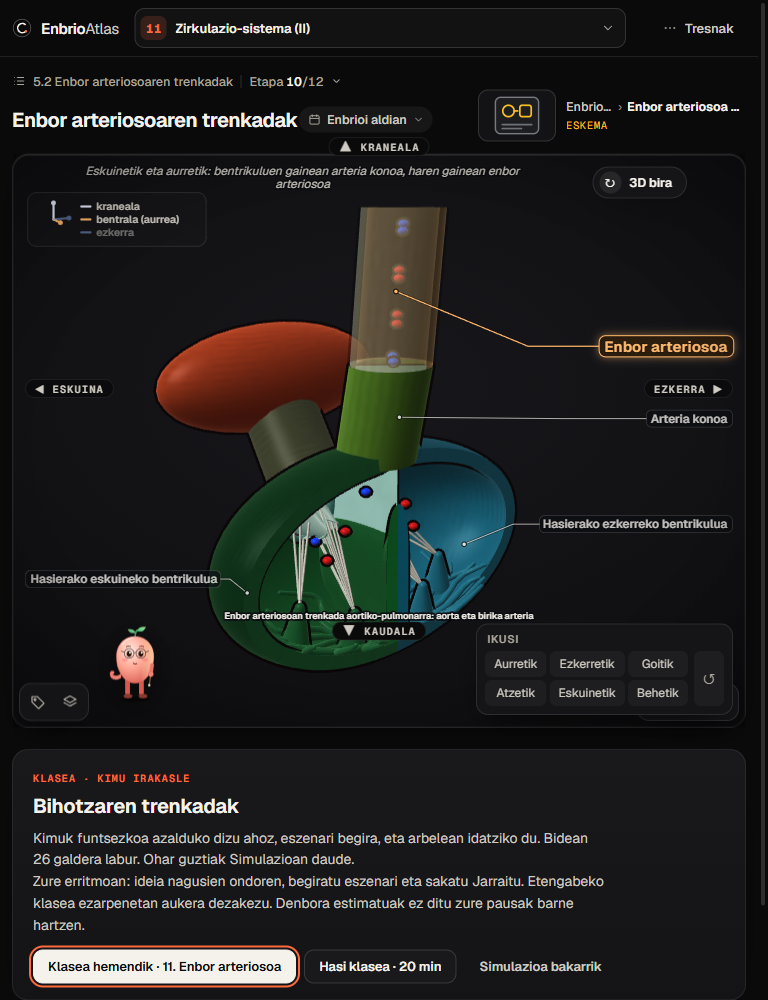 EnbrioAtlas
11 Zirkulazio-sistema (II)
Tresnak
5.2 Enbor arteriosoaren trenkadak
Etapa 10/12
Enbor arteriosoaren trenkadak
Enbrioi aldian
Enbrio... › Enbor arteriosoa ...
ESKEMA
▲ KRANEALA
Eskuinetik eta aurretik: bentrikuluen gainean arteria konoa, haren gainean enbor
arteriosoa
3D bira
kraneala
bentrala (aurrea)
ezkerra
Enbor arteriosoa
◀ ESKUINA
EZKERRA ▶
Arteria konoa
Hasierako ezkerreko bentrikulua
Hasierako eskuineko bentrikulua
Enbor arteriosoan trenkada aortiko-pulmonarra: aorta eta birika arteria
▼ KAUDALA
IKUSI
Aurretik Ezkerretik Goitik
Atzetik Eskuinetik Behetik
KLASEA · KIMU IRAKASLE
Bihotzaren trenkadak
Kimuk funtsezkoa azalduko dizu ahoz, eszenari begira, eta arbelean idatziko du. Bidean
26 galdera labur. Ohar guztiak Simulazioan daude.
Zure erritmoan: ideia nagusien ondoren, begiratu eszenari eta sakatu Jarraitu. Etengabeko
klasea ezarpenetan aukera dezakezu. Denbora estimatuak ez ditu zure pausak barne
hartzen.
Klasea hemendik · 11. Enbor arteriosoa
Hasi klasea · 20 min
Simulazioa bakarrik